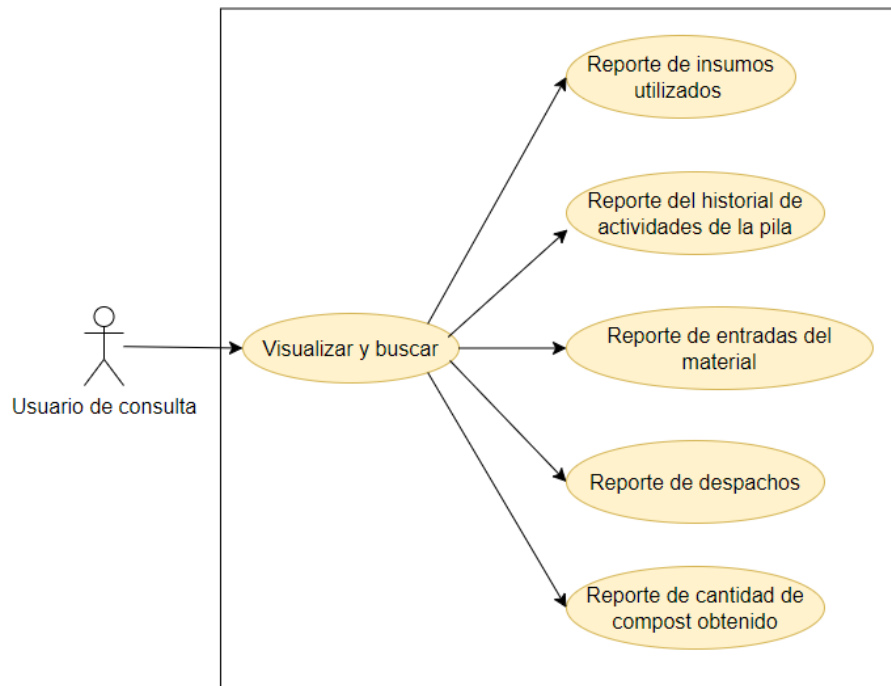 Reporte de insumos
utilizados
Reporte del historial de
actividades de la pila
Visualizar y buscar
Reporte de entradas del
material
Usuario de consulta
Reporte de despachos
Reporte de cantidad de
compost obtenido